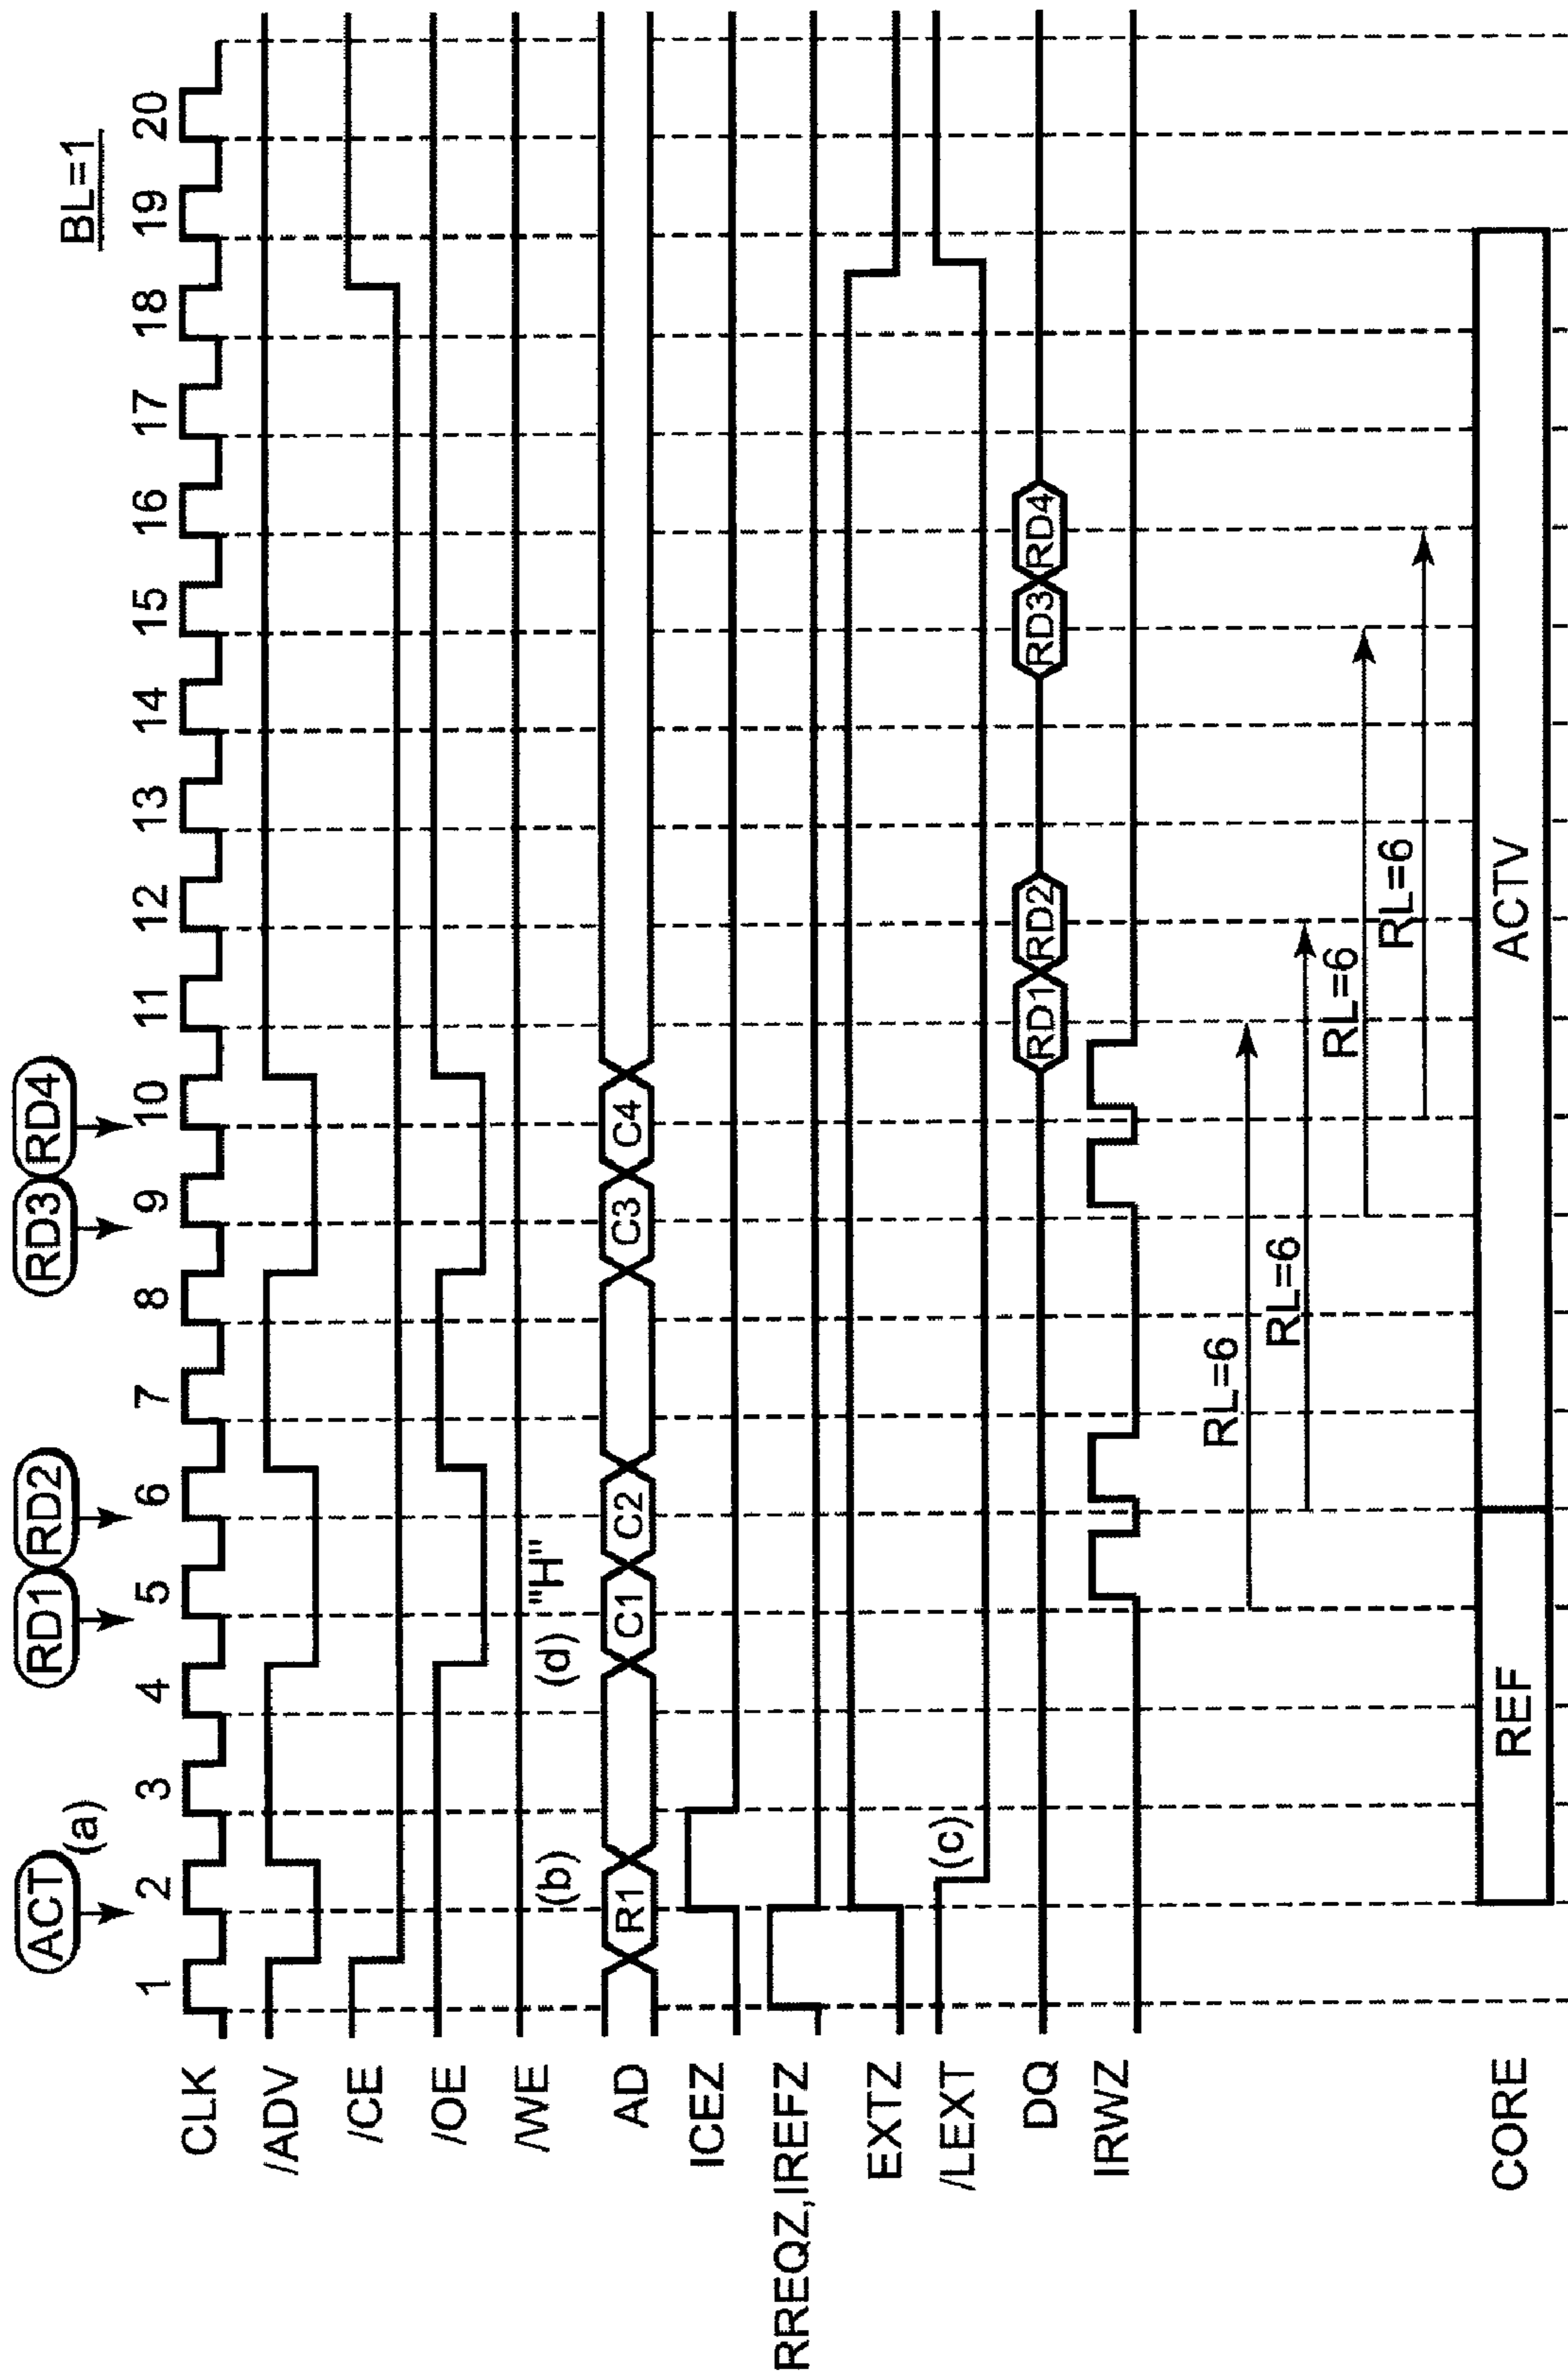 BL=1
ACT RD1 RD2 RD3 RD4
(a)
1 2 3 4 5 6 7 8 9 10 11 12 13 14 15 16 17 18 19 20
CLK
/ADV
/CE
/OE
/WE
(b) (d) "H"
AD R1 C1 C2 C3 C4
ICEZ
RREQZ,IREFZ
EXTZ
/LEXT (c)
DQ RD1 RD2 RD3 RD4
IRWZ
RL=6
RL=6
RL=6
RL=6
CORE REF ACTV